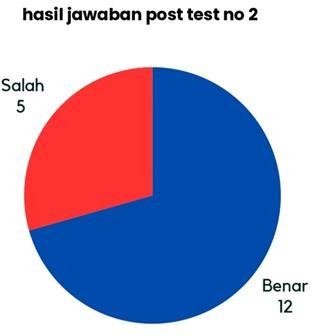 hasil jawaban post test no 2
Salah
5
Benar
12